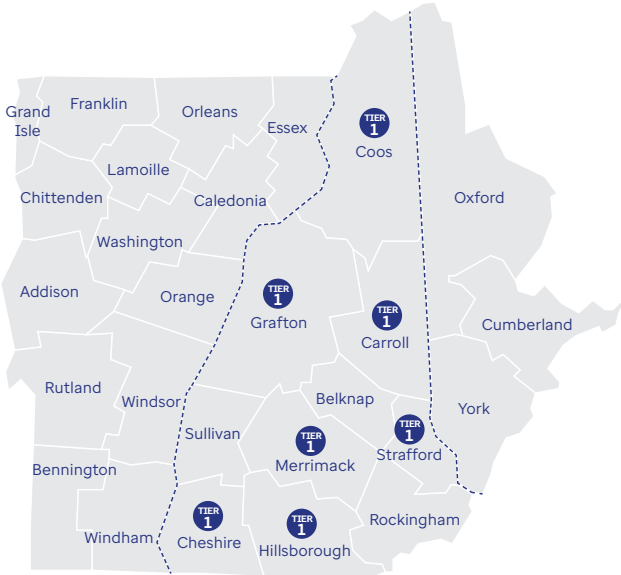 Grand
Isle
Franklin
Orleans
Essex
TIER
1
Coos
Lamoille
Chittenden
Caledonia
Oxford
Washington
Addison
Orange
TIER
1
Grafton
TIER
1
Carroll
Cumberland
Rutland
Windsor
Belknap
York
Sullivan
TIER
1
Merrimack
TIER
1
Strafford
Bennington
Windham
TIER
1
Cheshire
TIER
1
Hillsborough
Rockingham